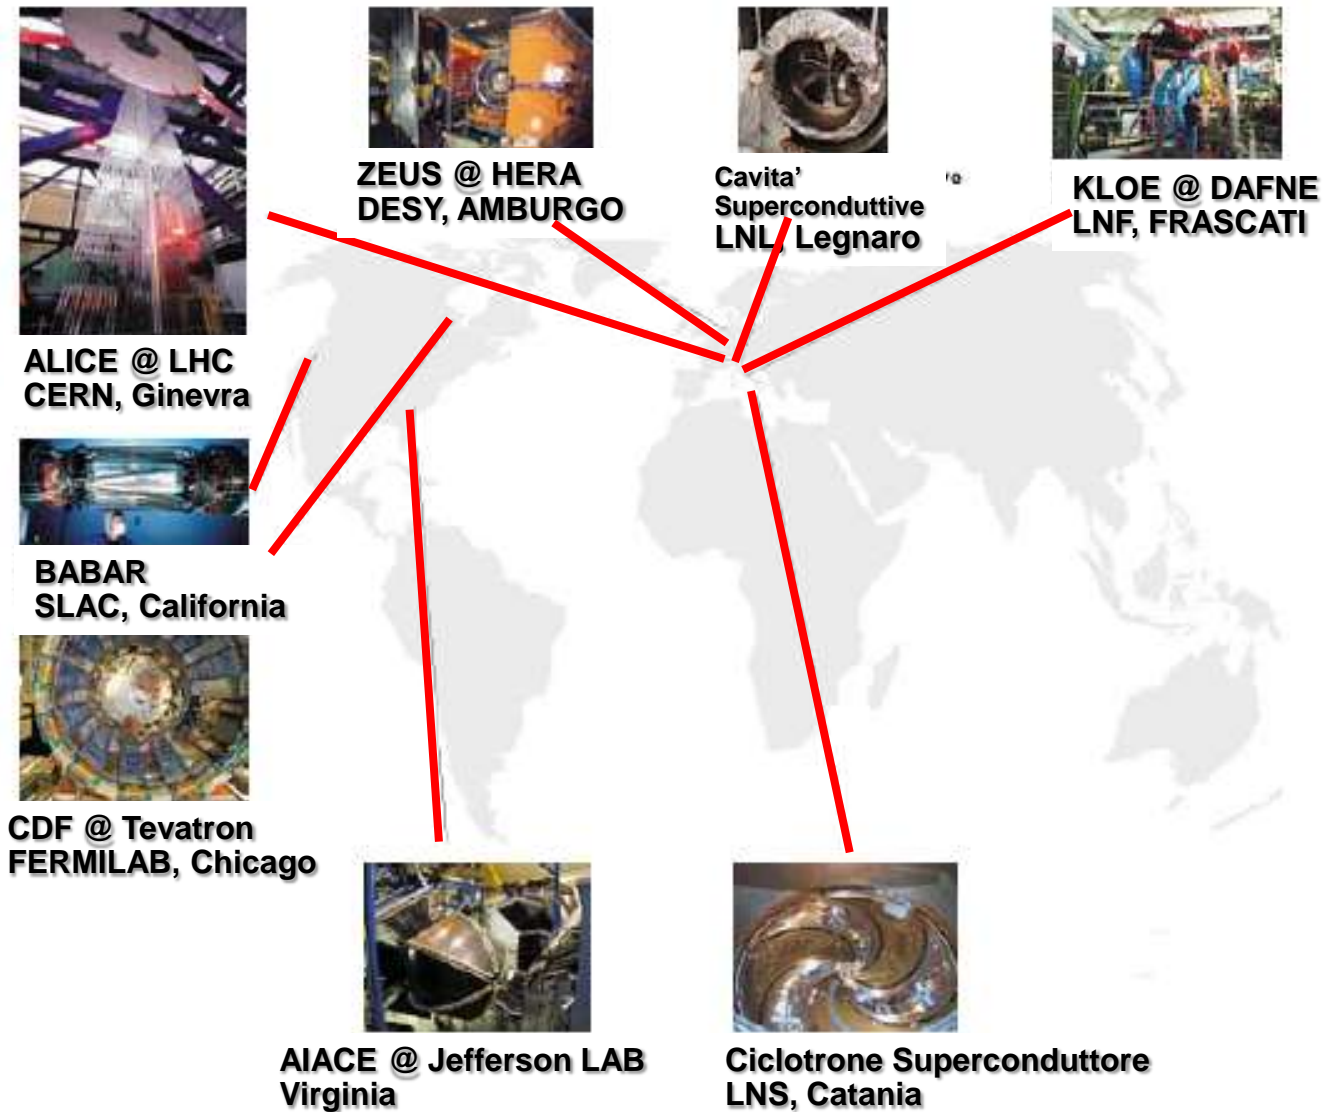 ZEUS @ HERA
DESY, AMBURGO
Cavita'
Superconduttive
LNL, Legnaro
KLOE @ DAFNE
LNF, FRASCATI
ALICE @ LHC
CERN, Ginevra
BABAR
SLAC, California
CDF @ Tevatron
FERMILAB, Chicago
AIACE @ Jefferson LAB
Virginia
Ciclotrone Superconduttore
LNS, Catania